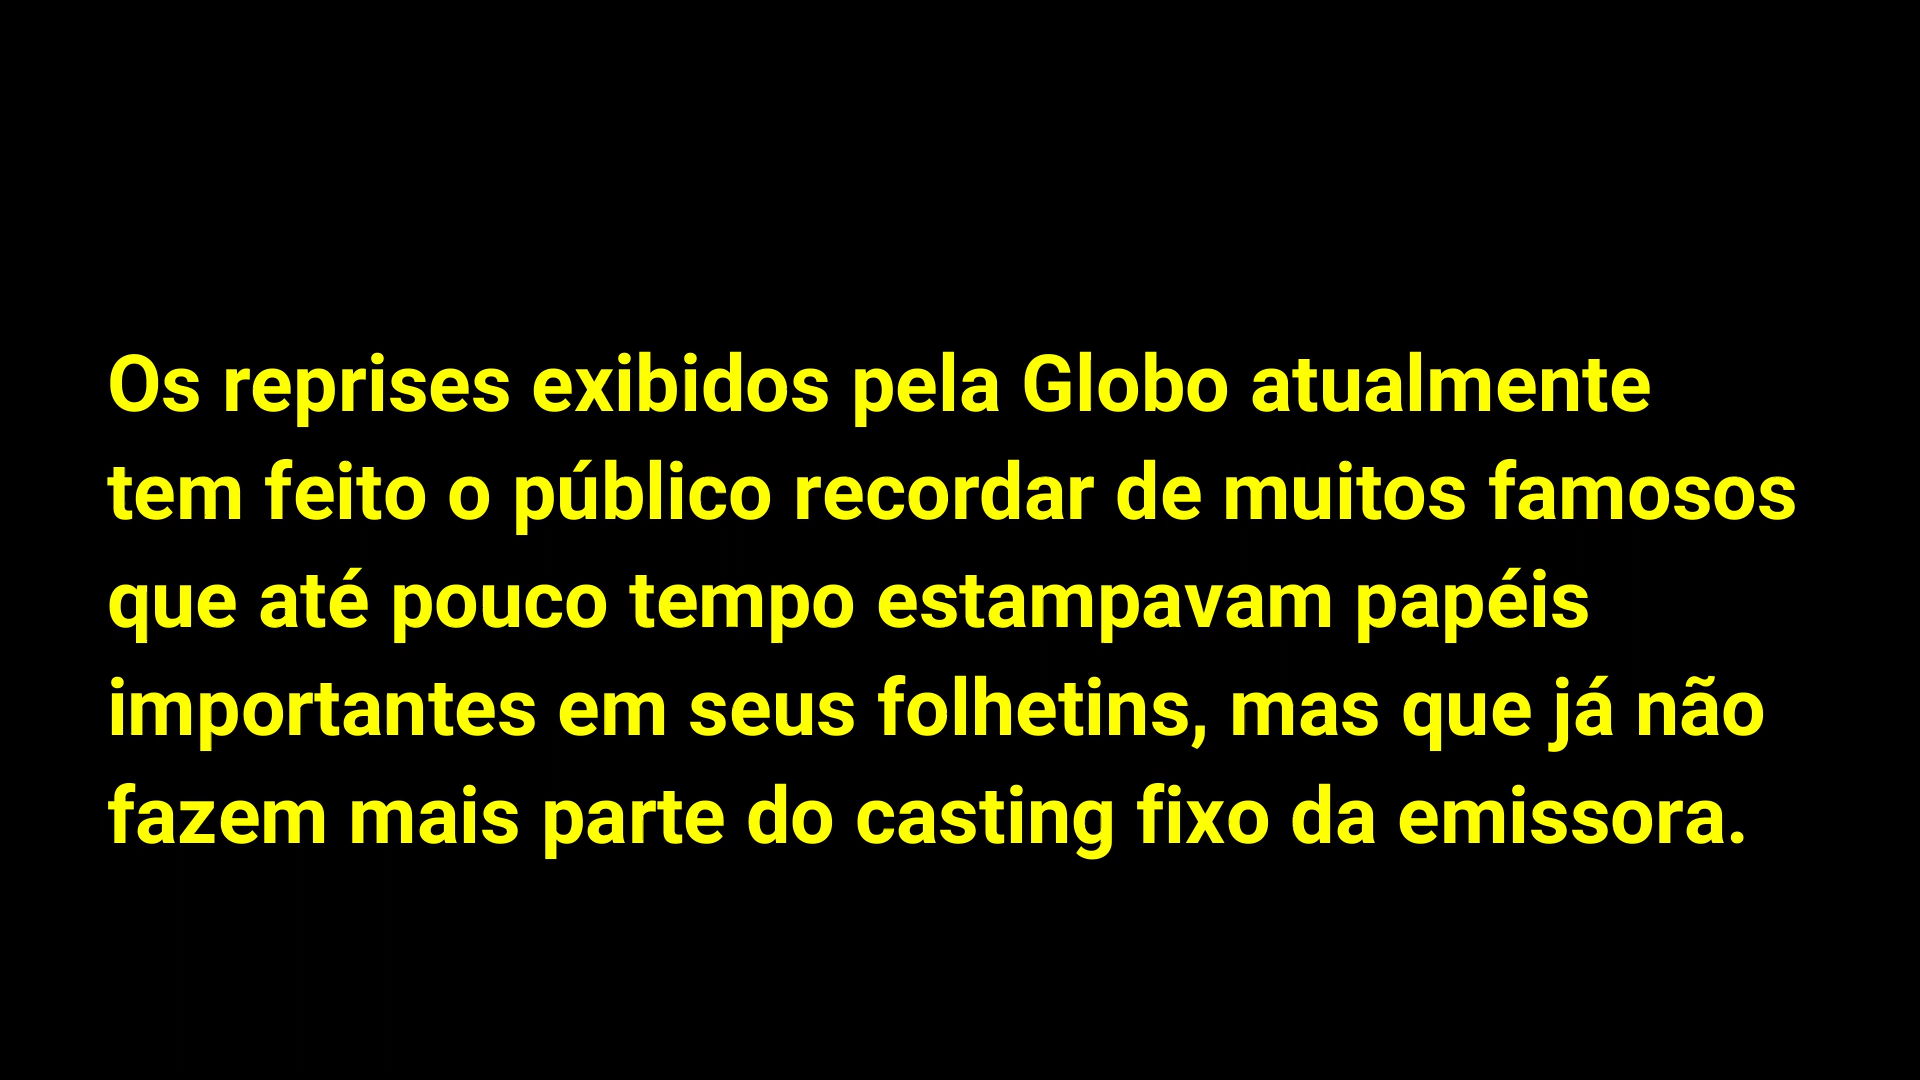 Os reprises exibidos pela Globo atualmente
tem feito o público recordar de muitos famosos
que até pouco tempo estampavam papéis
importantes em seus folhetins, mas que já não
fazem mais parte do casting fixo da emissora.